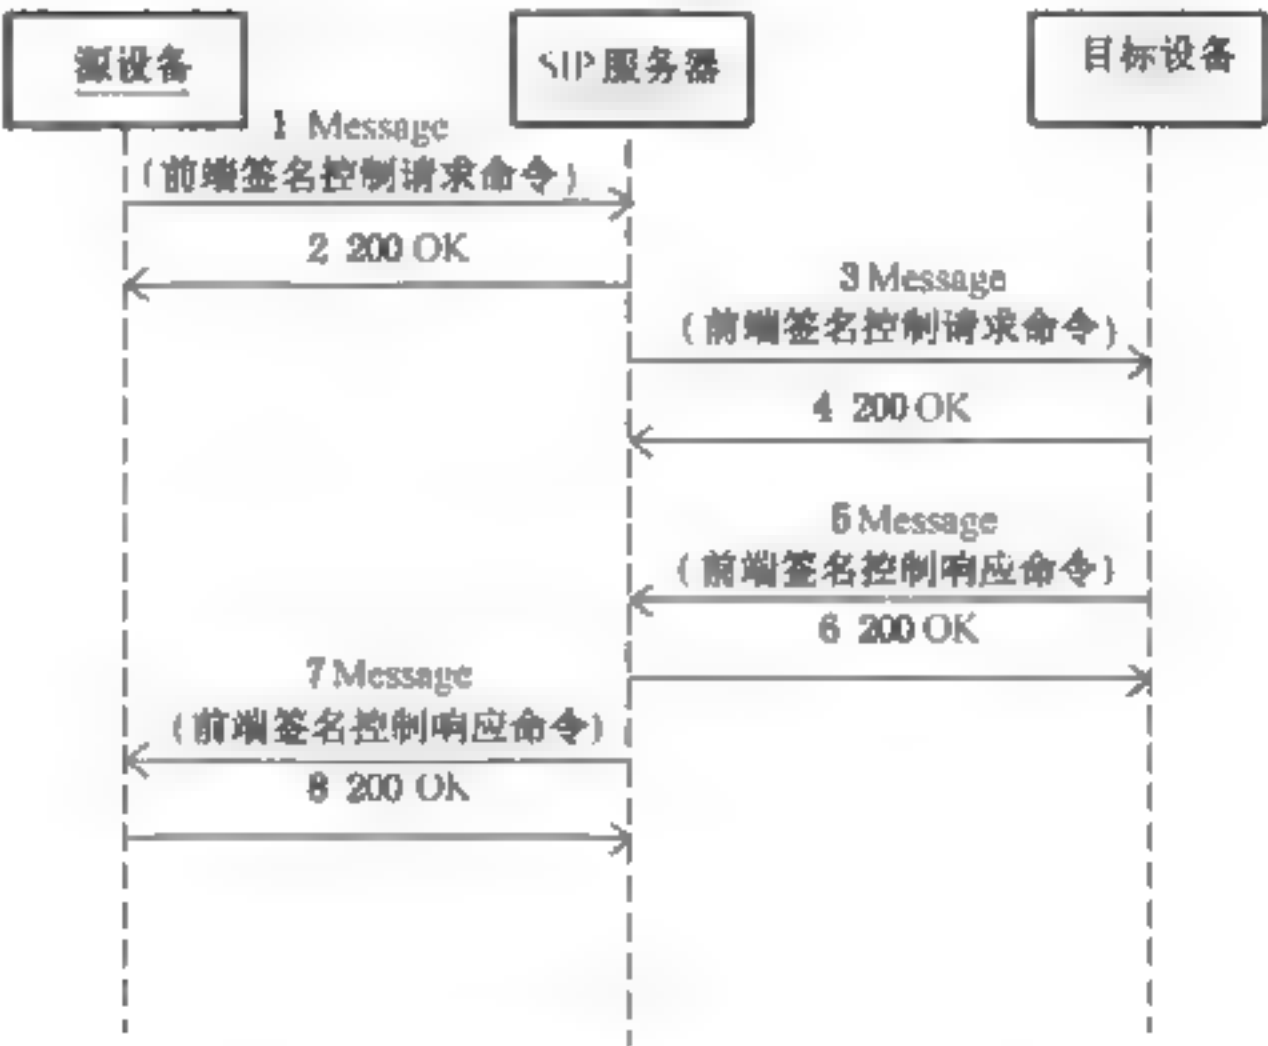 源设备
SIP服务器
目标设备
1 Message
(前端签名控制请求命令)
2 200 OK
3 Message
(前端签名控制请求命令)
4 200 OK
5 Message
(前端签名控制响应命令)
6 200 OK
7 Message
(前端签名控制响应命令)
8 200 OK